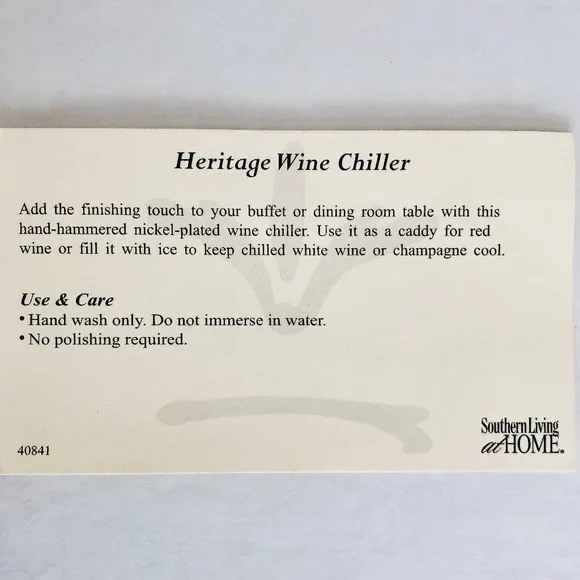 Heritage Wine Chiller
Add the finishing touch to your buffet or dining room table with this
hand-hammered nickel-plated wine chiller. Use it as a caddy for red
wine or fill it with ice to keep chilled white wine or champagne cool.
Use & Care
• Hand wash only. Do not immerse in water.
• No polishing required.
40841
Southern Living
at HOME®